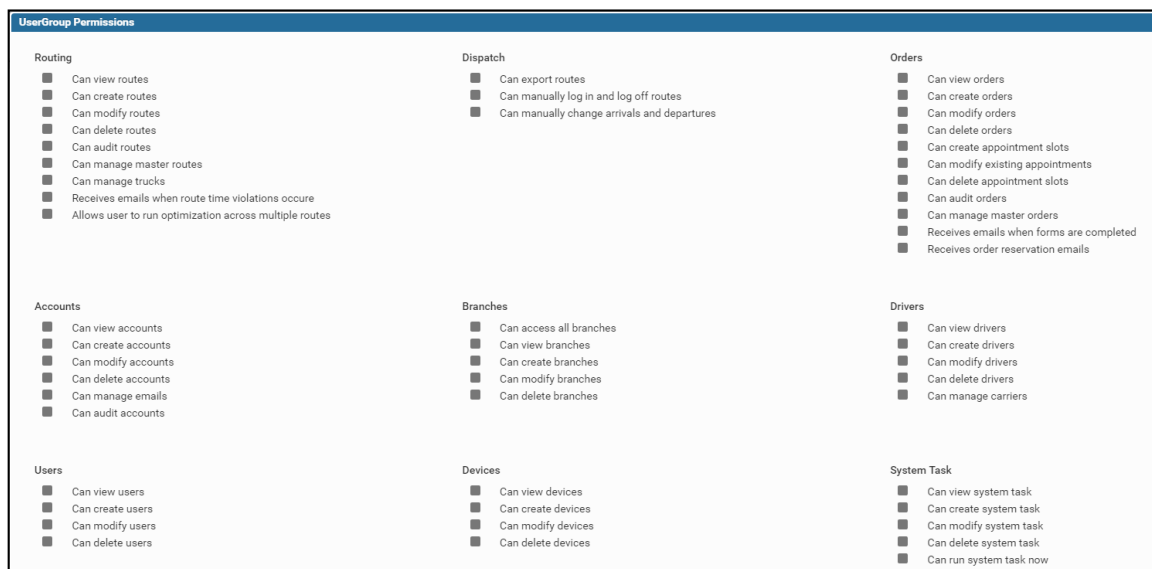 UserGroup Permissions
Routing
Can view routes
Can create routes
Can modify routes
Can delete routes
Can audit routes
Can manage master routes
Can manage trucks
Receives emails when route time violations occure
Allows user to run optimization across multiple routes
Dispatch
Can export routes
Can manually log in and log off routes
Can manually change arrivals and departures
Orders
Can view orders
Can create orders
Can modify orders
Can delete orders
Can create appointment slots
Can modify existing appointments
Can delete appointment slots
Can audit orders
Can manage master orders
Receives emails when forms are completed
Receives order reservation emails
Accounts
Can view accounts
Can create accounts
Can modify accounts
Can delete accounts
Can manage emails
Can audit accounts
Branches
Can access all branches
Can view branches
Can create branches
Can modify branches
Can delete branches
Drivers
Can view drivers
Can create drivers
Can modify drivers
Can delete drivers
Can manage carriers
Users
Can view users
Can create users
Can modify users
Can delete users
Devices
Can view devices
Can create devices
Can modify devices
Can delete devices
System Task
Can view system task
Can create system task
Can modify system task
Can delete system task
Can run system task now